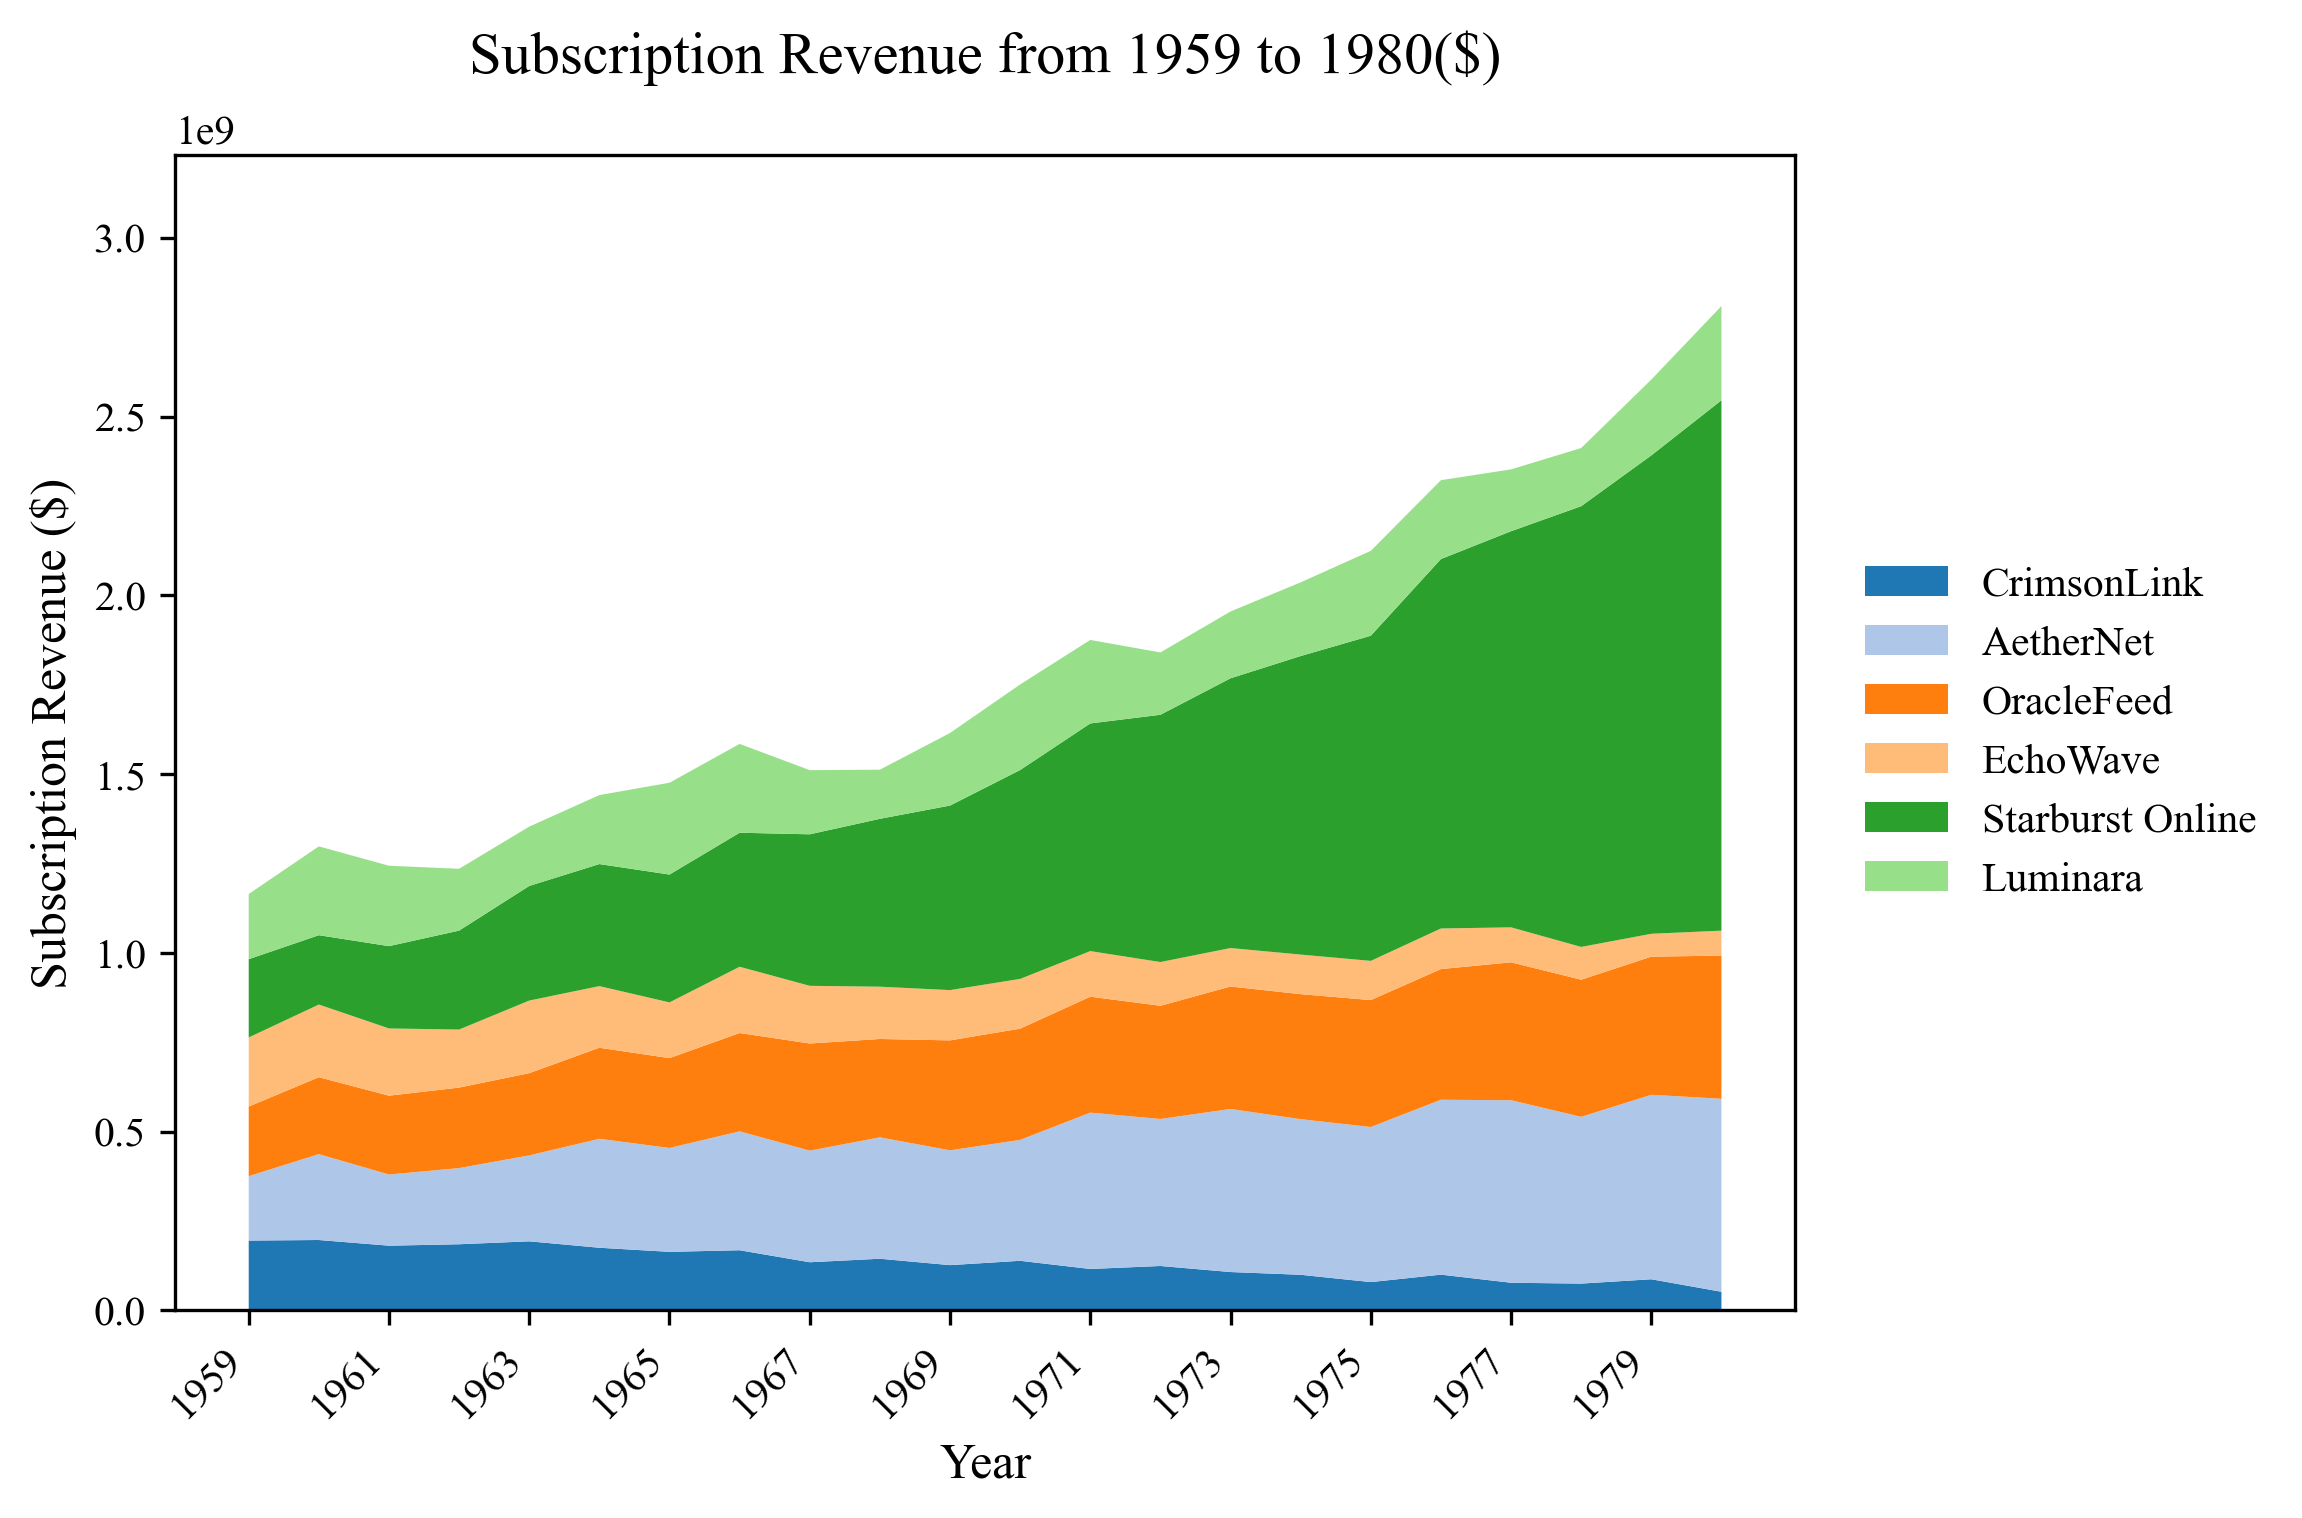 Subscription Revenue from 1959 to 1980($)
1e9
3.0
2.5
2.0
1.5
1.0
0.5
0.0
Subscription Revenue ($)
1959
1961
1963
1965
1967
1969
1971
1973
1975
1977
1979
Year
CrimsonLink
AetherNet
OracleFeed
EchoWave
Starburst Online
Luminara